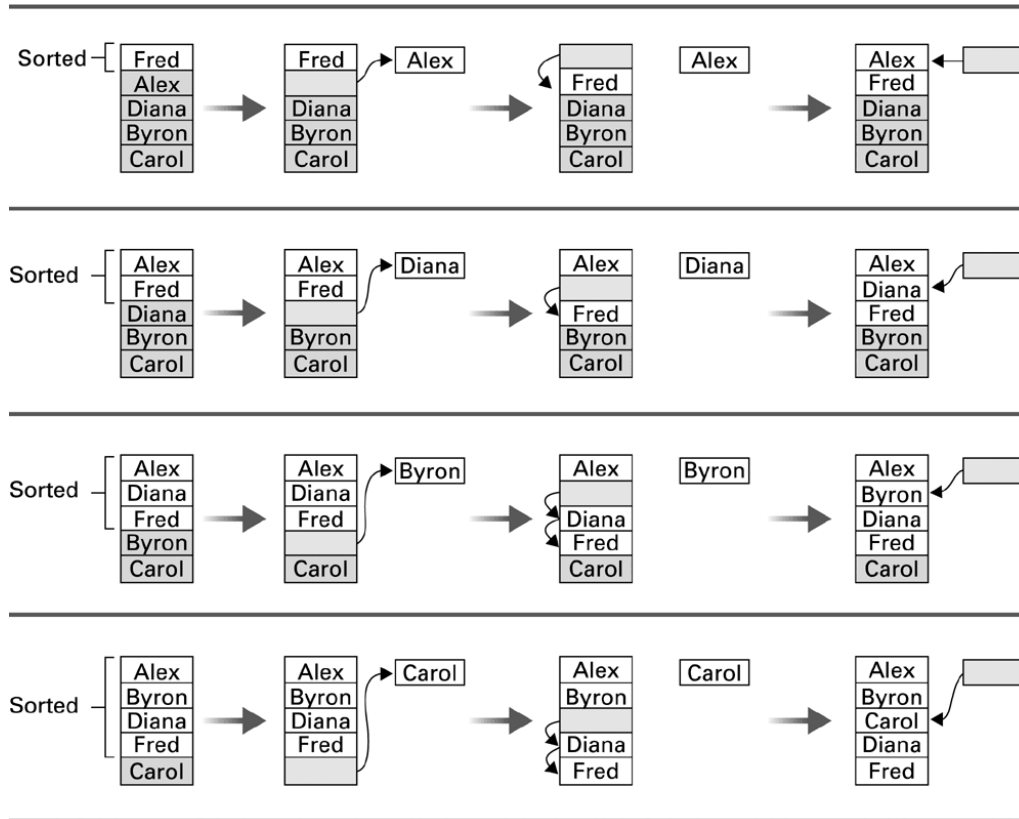 Sorted Fred Fred Alex Alex Alex
Alex Fred Fred
Diana Diana Diana Diana
Byron Byron Byron Byron
Carol Carol Carol Carol
Sorted Alex Alex Diana Alex Diana Alex
Fred Fred Diana
Diana Fred Fred
Byron Byron Byron Byron
Carol Carol Carol Carol
Sorted Alex Alex Byron Alex Byron Alex
Diana Diana Byron
Fred Fred Diana Diana
Byron Fred Fred
Carol Carol Carol Carol
Sorted Alex Alex Carol Alex Carol Alex
Byron Byron Byron Byron
Diana Diana Carol
Fred Fred Diana Diana
Carol Fred Fred